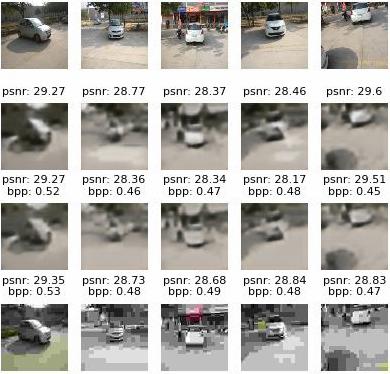 psnr: 29.27 psnr: 28.77 psnr: 28.37 psnr: 28.46 psnr: 29.6
psnr: 29.27 psnr: 28.36 psnr: 28.34 psnr: 28.17 psnr: 29.51
bpp: 0.52 bpp: 0.46 bpp: 0.47 bpp: 0.48 bpp: 0.45
psnr: 29.35 psnr: 28.73 psnr: 28.68 psnr: 28.84 psnr: 28.83
bpp: 0.53 bpp: 0.48 bpp: 0.49 bpp: 0.48 bpp: 0.47